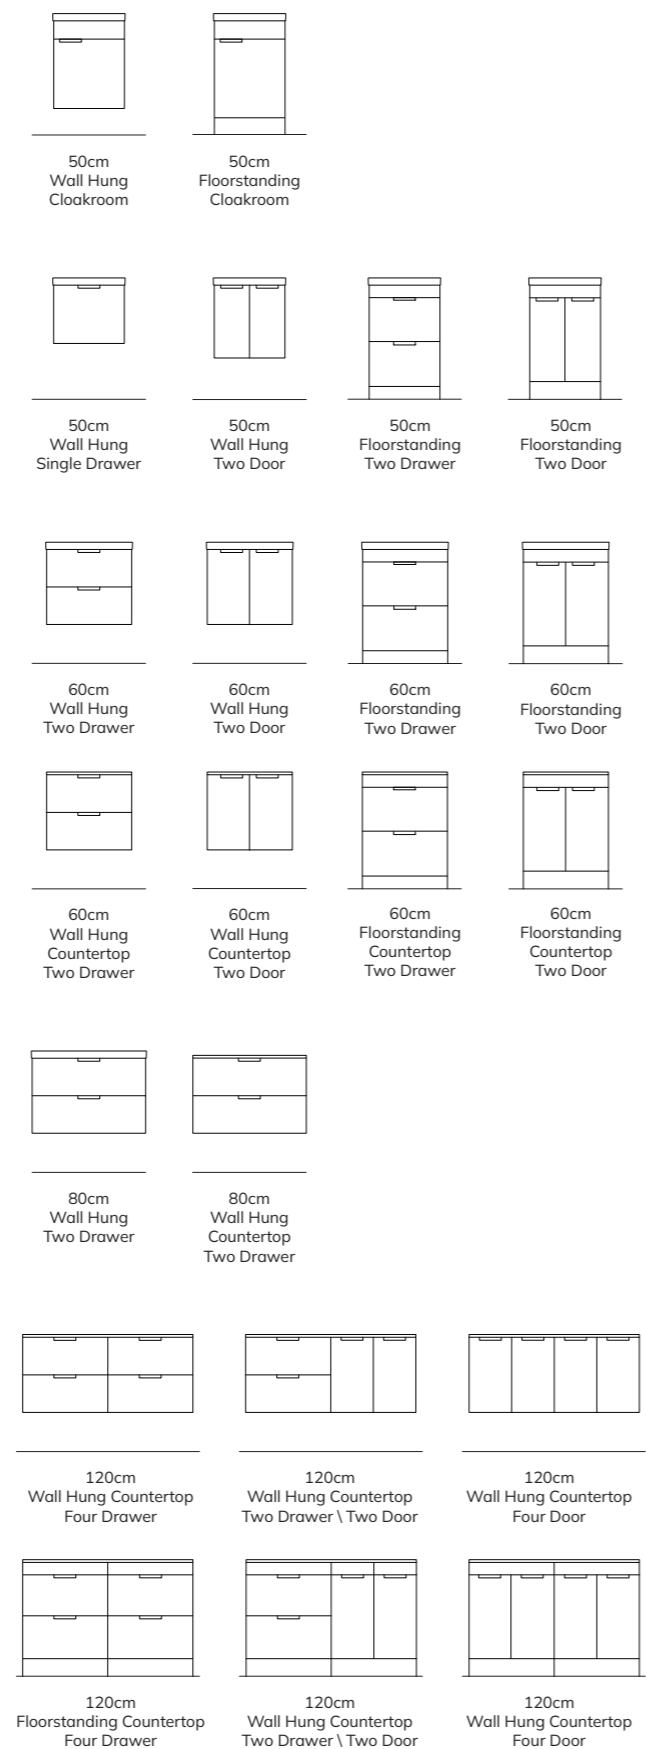 50cm
Wall Hung
Cloakroom
50cm
Floorstanding
Cloakroom
50cm
Wall Hung
Single Drawer
50cm
Wall Hung
Two Door
50cm
Floorstanding
Two Drawer
50cm
Floorstanding
Two Door
60cm
Wall Hung
Two Drawer
60cm
Wall Hung
Two Door
60cm
Floorstanding
Two Drawer
60cm
Floorstanding
Two Door
60cm
Wall Hung
Countertop
Two Drawer
60cm
Wall Hung
Countertop
Two Door
60cm
Floorstanding
Countertop
Two Drawer
60cm
Floorstanding
Countertop
Two Door
80cm
Wall Hung
Two Drawer
80cm
Wall Hung
Countertop
Two Drawer
120cm
Wall Hung Countertop
Four Drawer
120cm
Wall Hung Countertop
Two Drawer \ Two Door
120cm
Wall Hung Countertop
Four Door
120cm
Floorstanding Countertop
Four Drawer
120cm
Wall Hung Countertop
Two Drawer \ Two Door
120cm
Wall Hung Countertop
Four Door